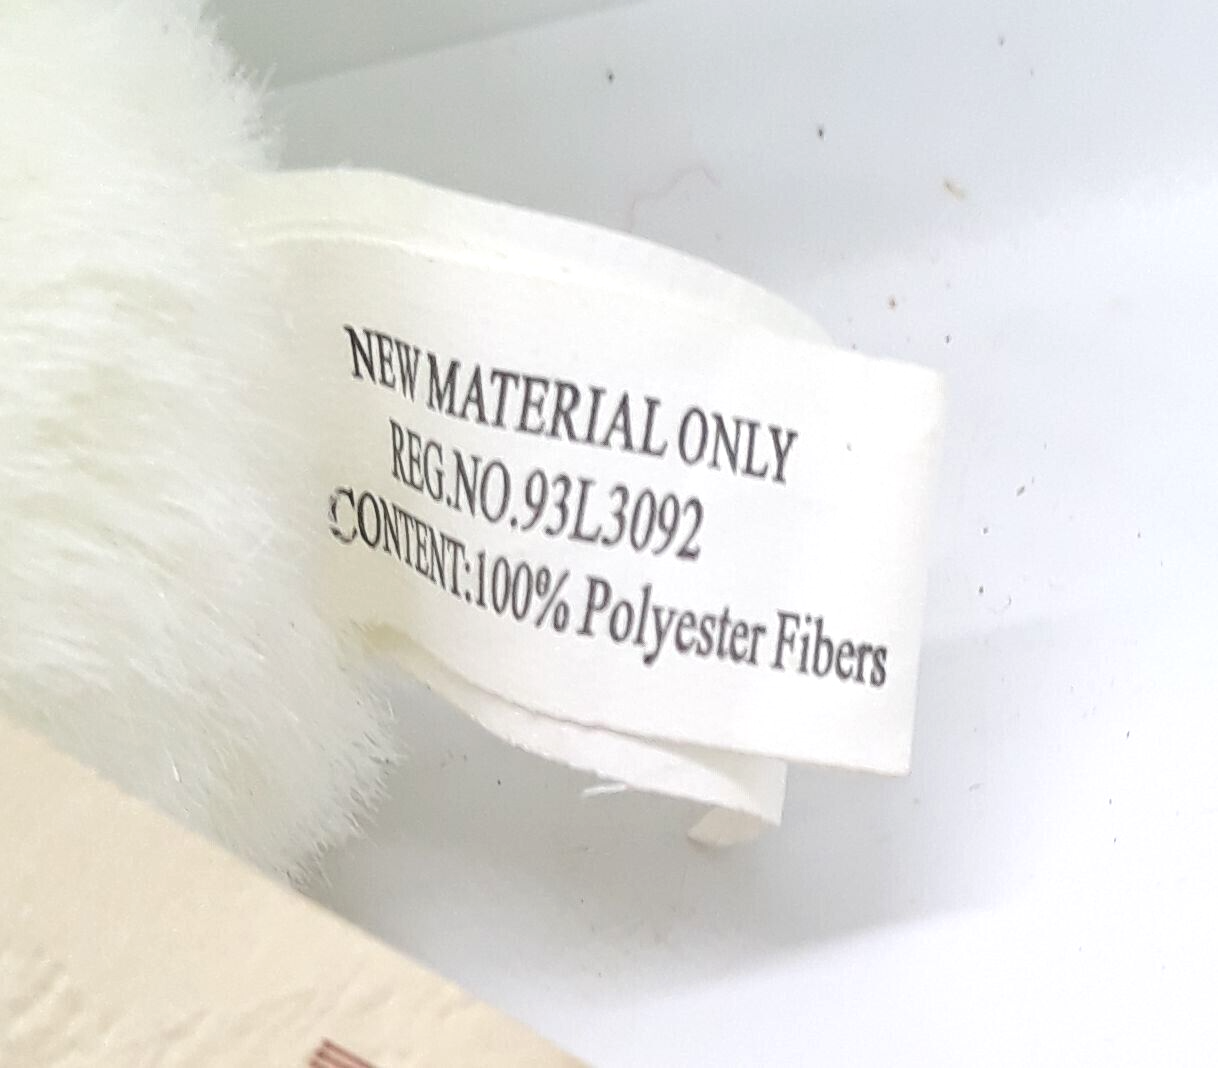 NEW MATERIAL ONLY
REG.NO.93L3092
CONTENT:100% Polyester Fibers